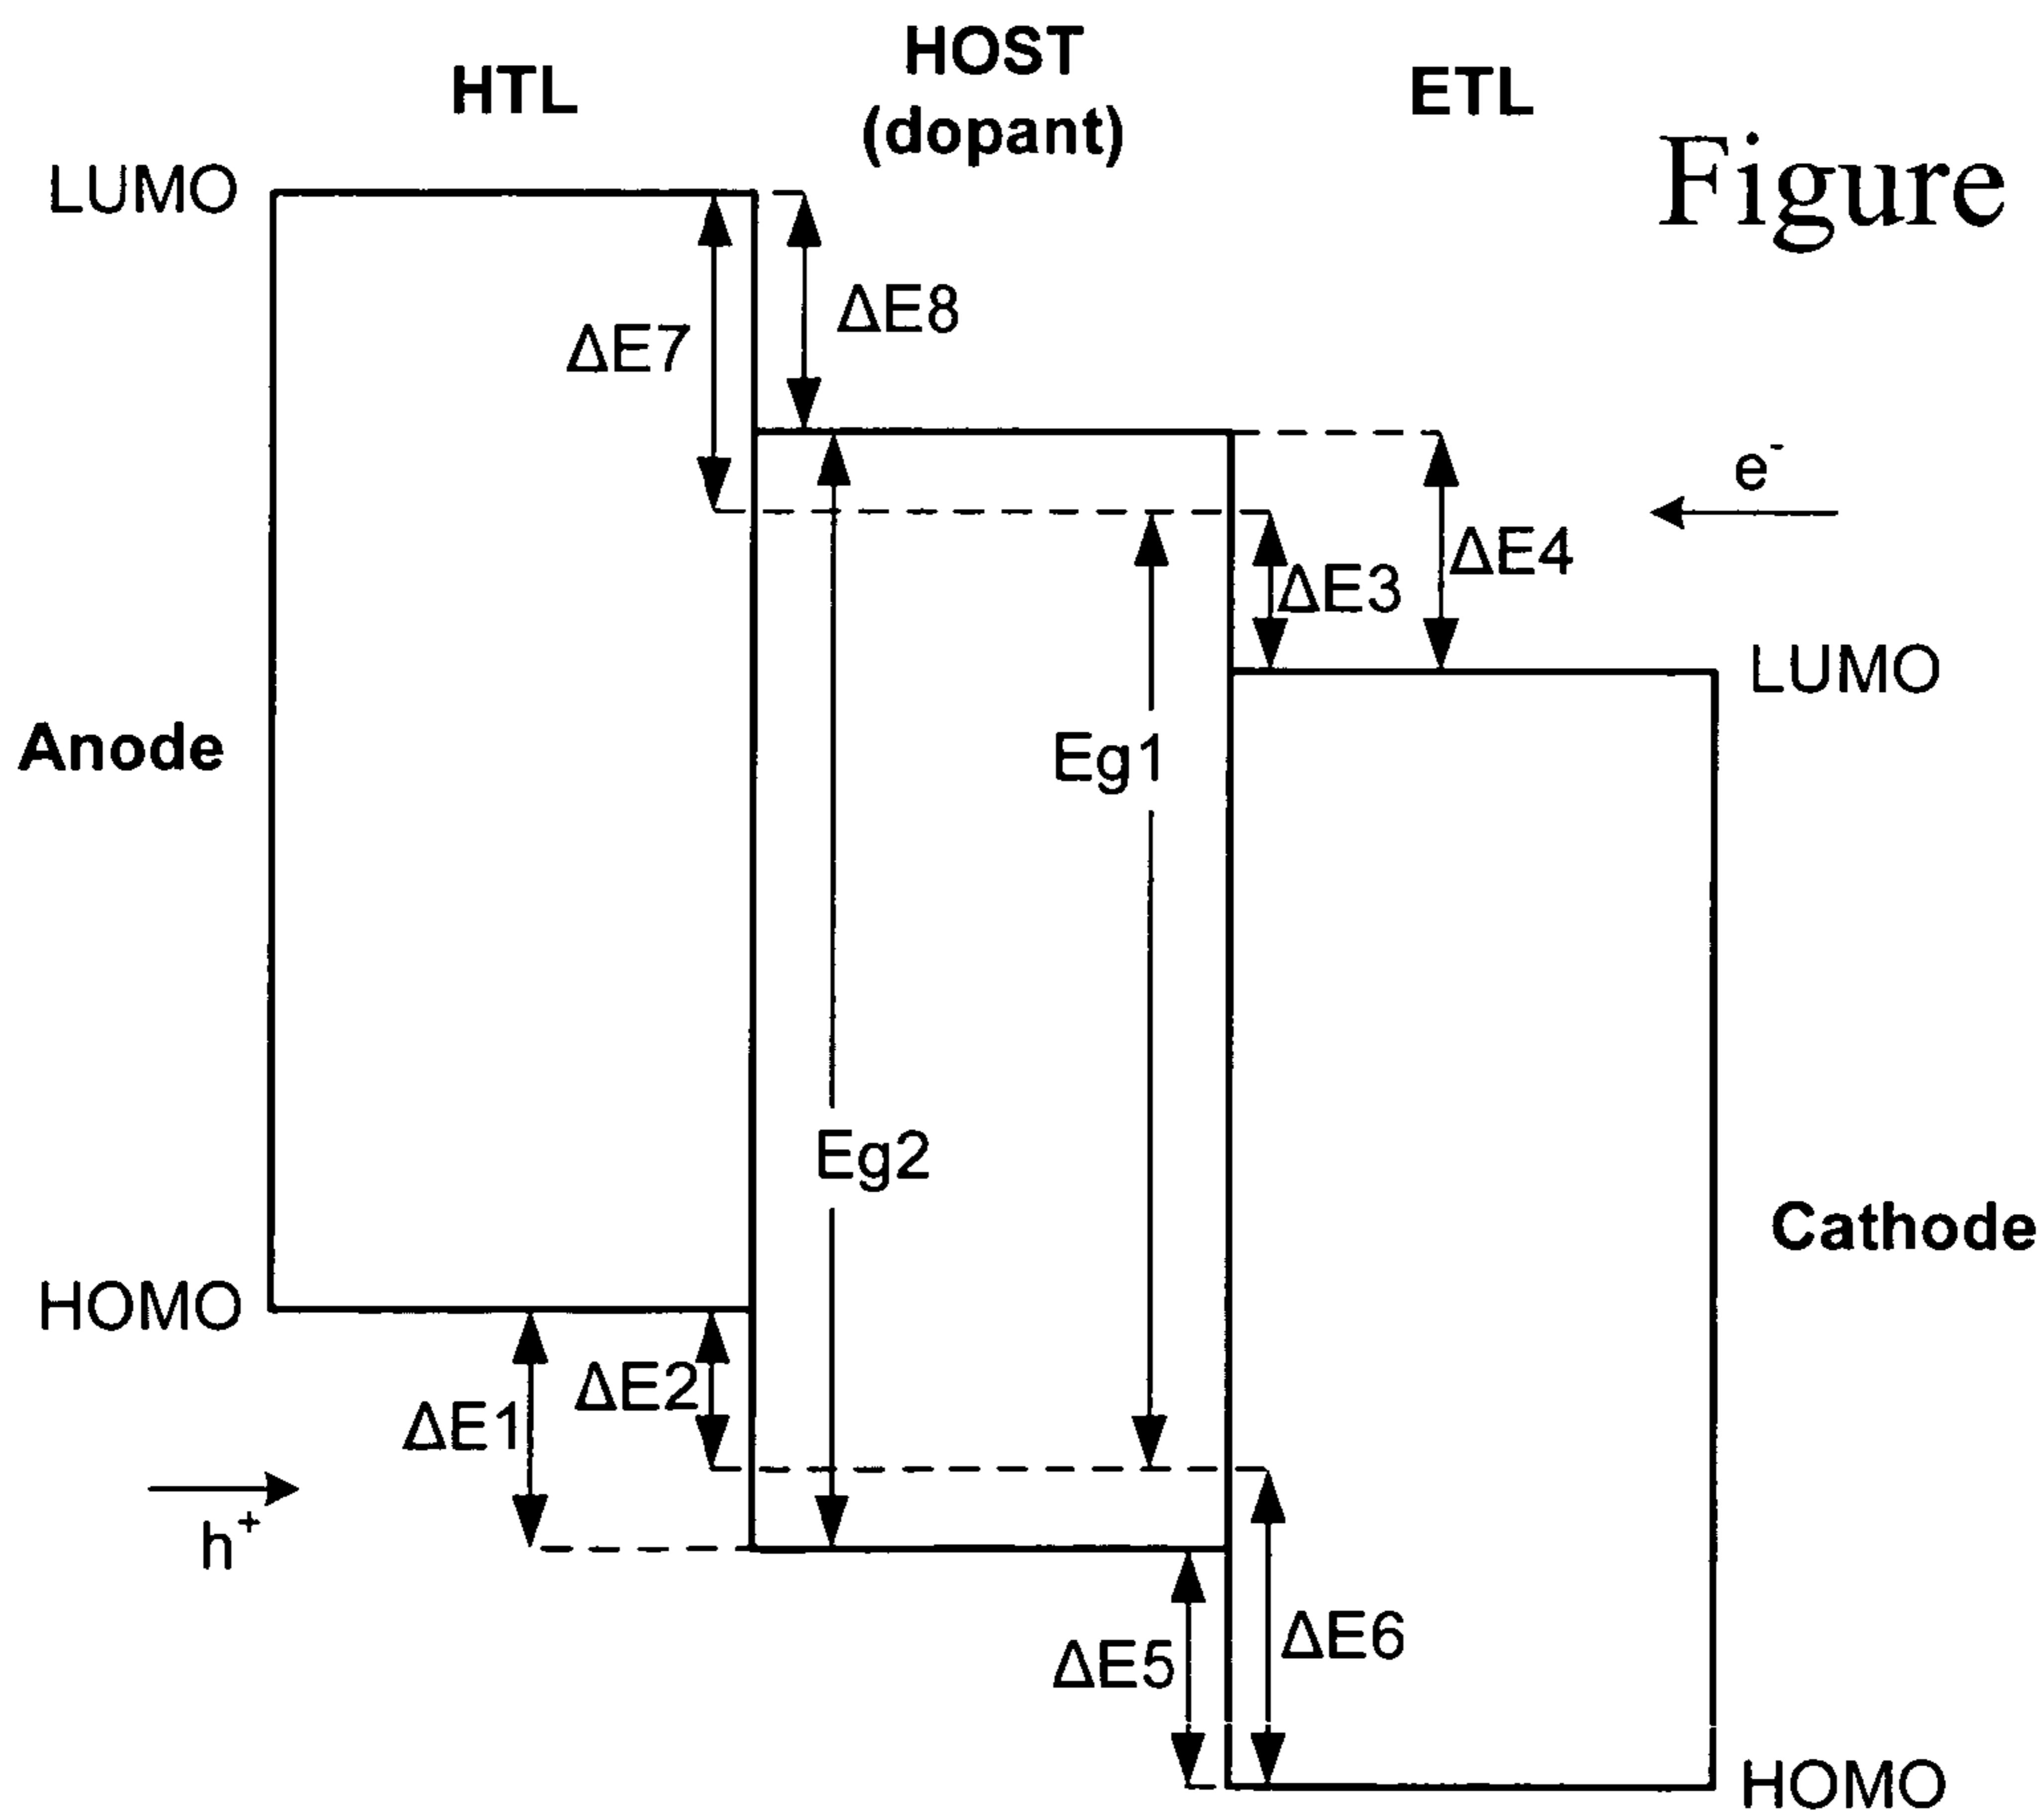 HOST
(dopant)
HTL
ETL
Figure
LUMO
ΔE8
ΔE7
e⁻
ΔE4
ΔE3
LUMO
Anode
Eg1
Eg2
Cathode
HOMO
ΔE2
ΔE1
h⁺
ΔE6
ΔE5
HOMO